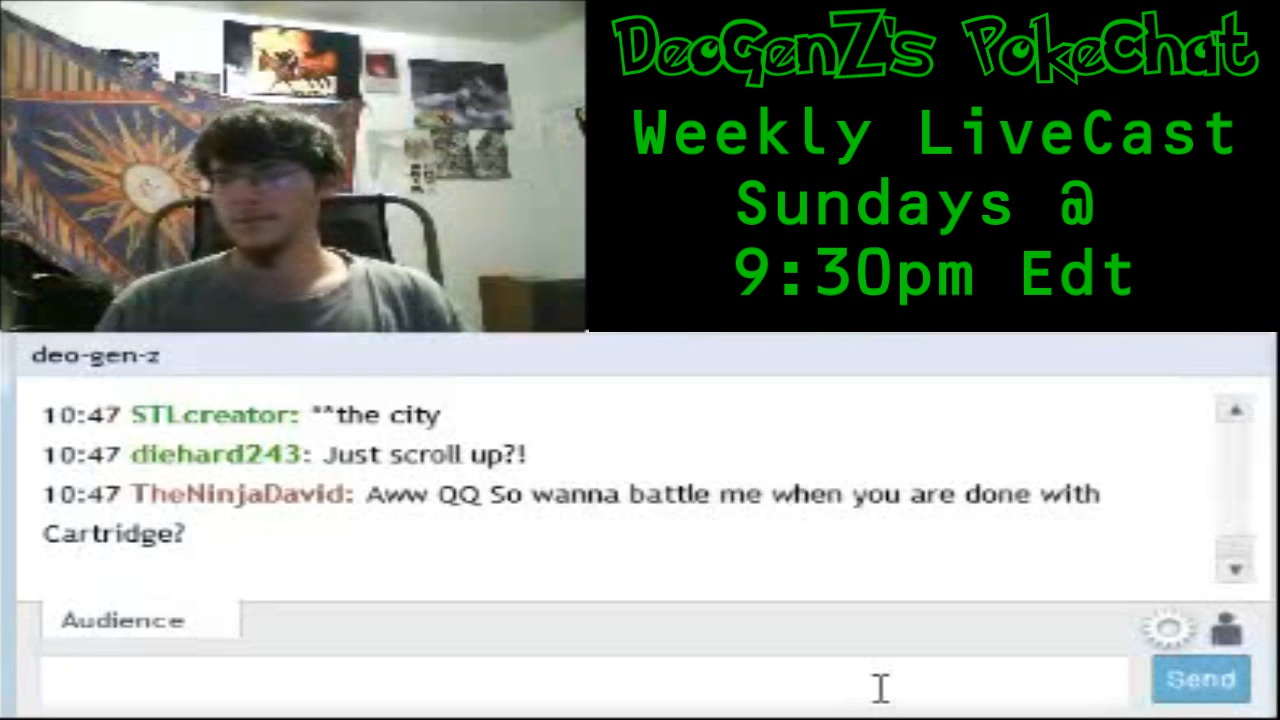 DeoGenZ's PokeChat
Weekly LiveCast
Sundays @
9:30pm Edt
deo-gen-z
10:47 STLcreator: **the city
10:47 diehard243: Just scroll up?!
10:47 TheNinjaDavid: Aww QQ So wanna battle me when you are done with
Cartridge?
Audience
Send